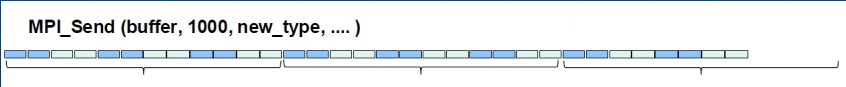 MPI_Send (buffer, 1000, new_type, .... )